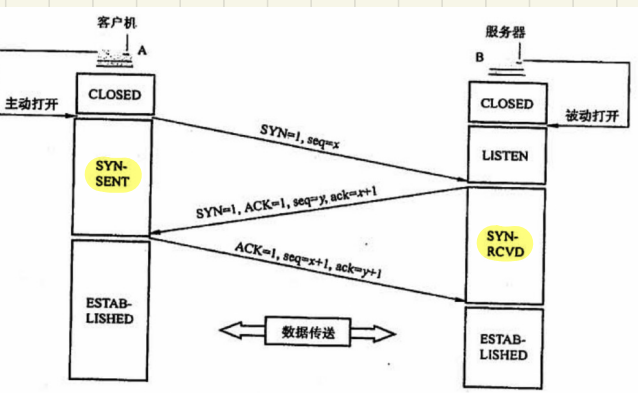 客户机
A
服务器
B
主动打开
CLOSED
CLOSED
被动打开
SYN=1, seq=x
LISTEN
SYN-
SENT
SYN=1, ACK=1, seq=y, ack=x+1
SYN-
RCVD
ACK=1, seq=x+1, ack=y+1
ESTAB-
LISHED
数据传送
ESTAB-
LISHED